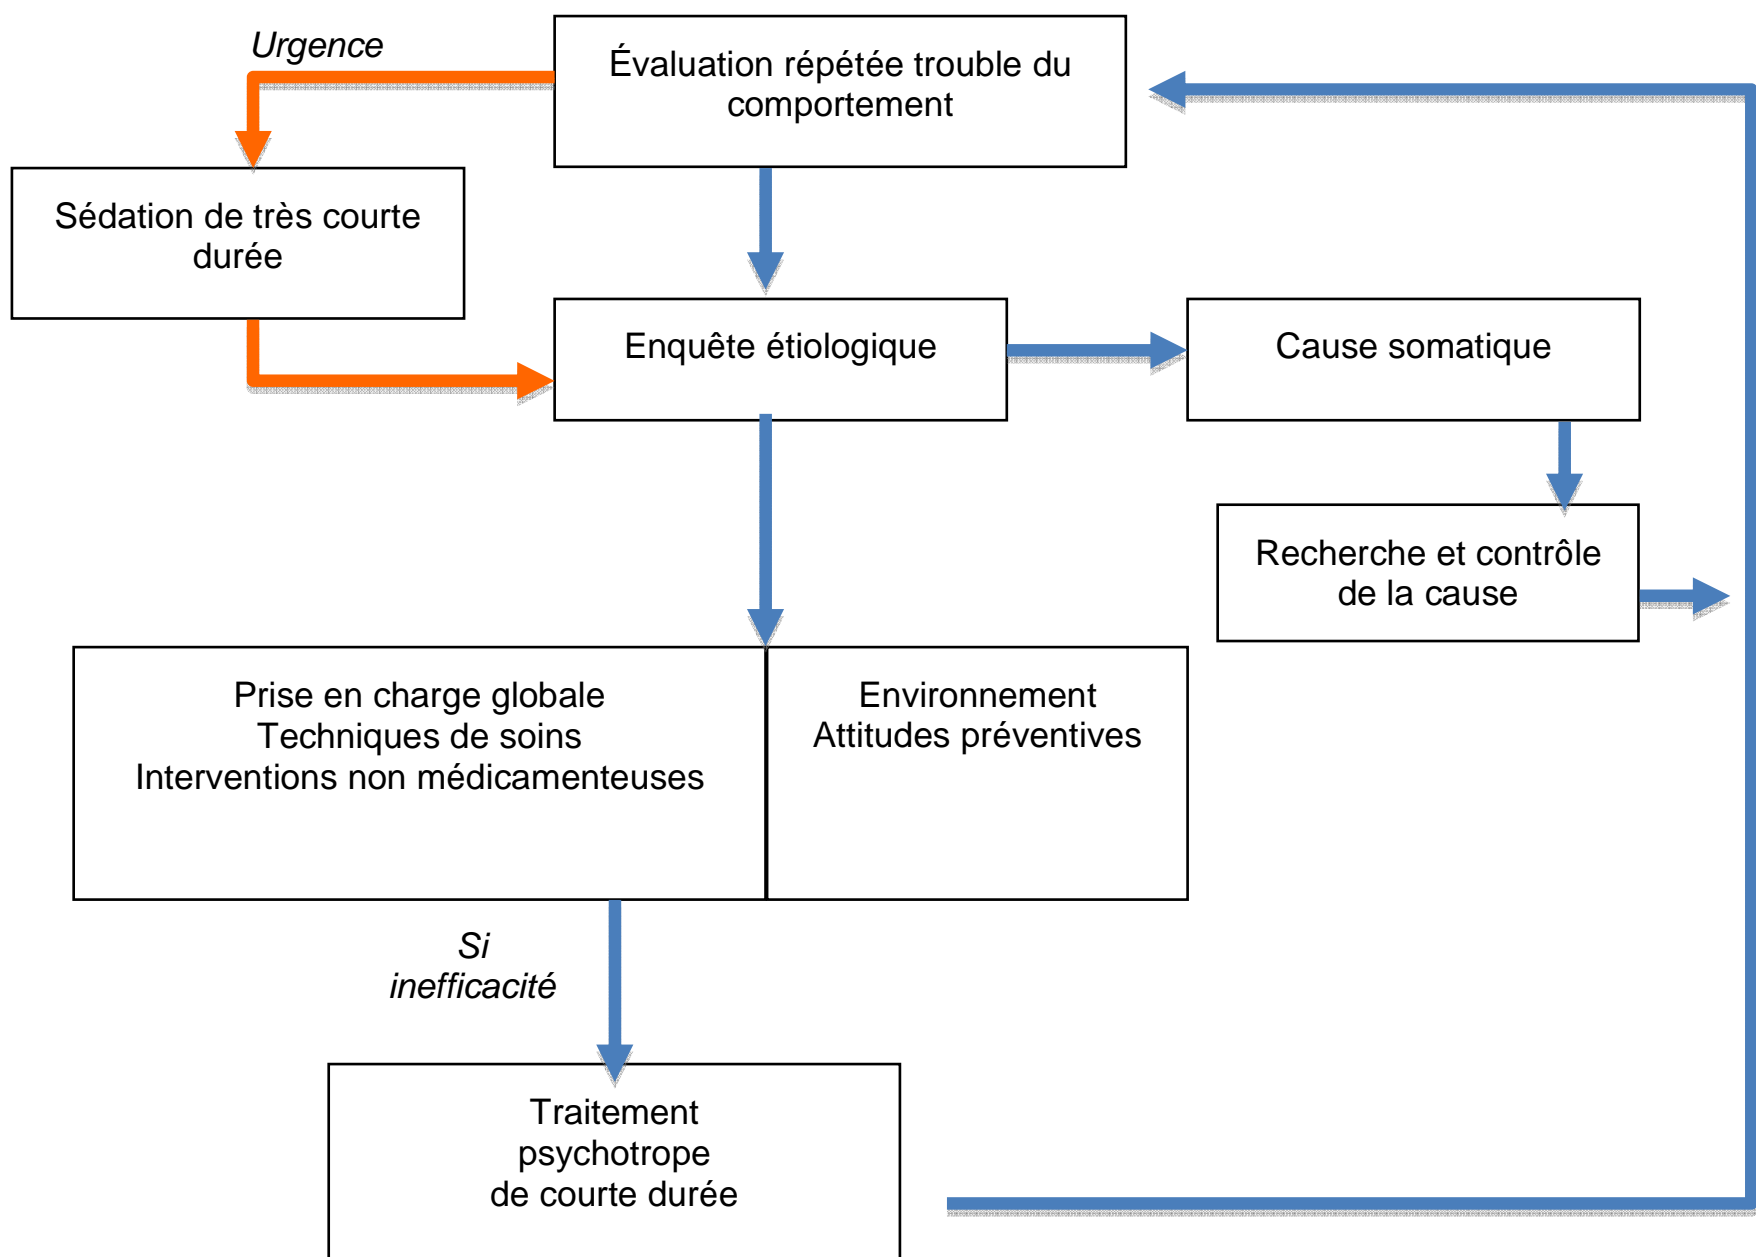 Urgence
Évaluation répétée trouble du
comportement
Sédation de très courte
durée
Enquête étiologique
Cause somatique
Recherche et contrôle
de la cause
Prise en charge globale
Techniques de soins
Interventions non médicamenteuses
Environnement
Attitudes préventives
Si
inefficacité
Traitement
psychotrope
de courte durée